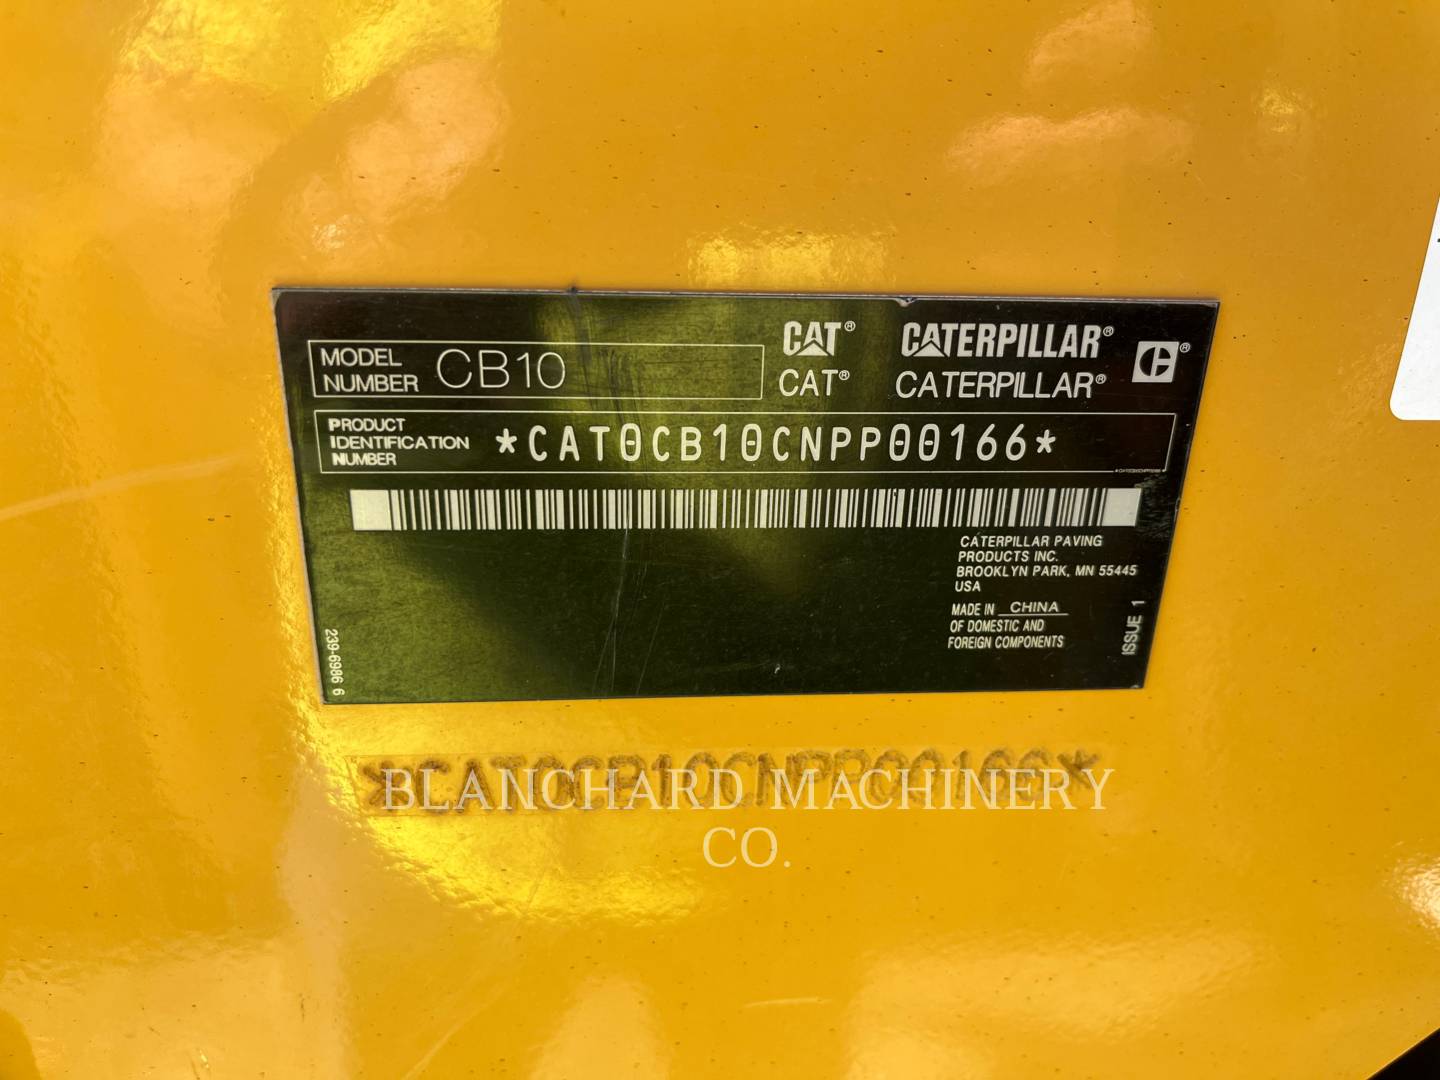 MODEL NUMBER CB10
CAT® CATERPILLAR®
CAT® CATERPILLAR®
PRODUCT IDENTIFICATION NUMBER *CAT0CB10CNPP00166*
CATERPILLAR PAVING
PRODUCTS INC.
BROOKLYN PARK, MN 55445
USA
MADE IN CHINA
OF DOMESTIC AND
FOREIGN COMPONENTS
ISSUE 1
239-6986 6
*CAT0CB10CNPP00166*
BLANCHARD MACHINERY
CO.